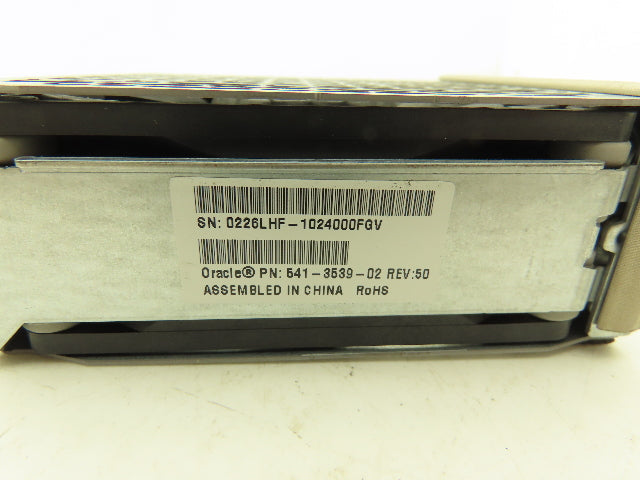 SN: 0226LHF-1024000FGV
Oracle® PN: 541-3539-02 REV:50
ASSEMBLED IN CHINA RoHS